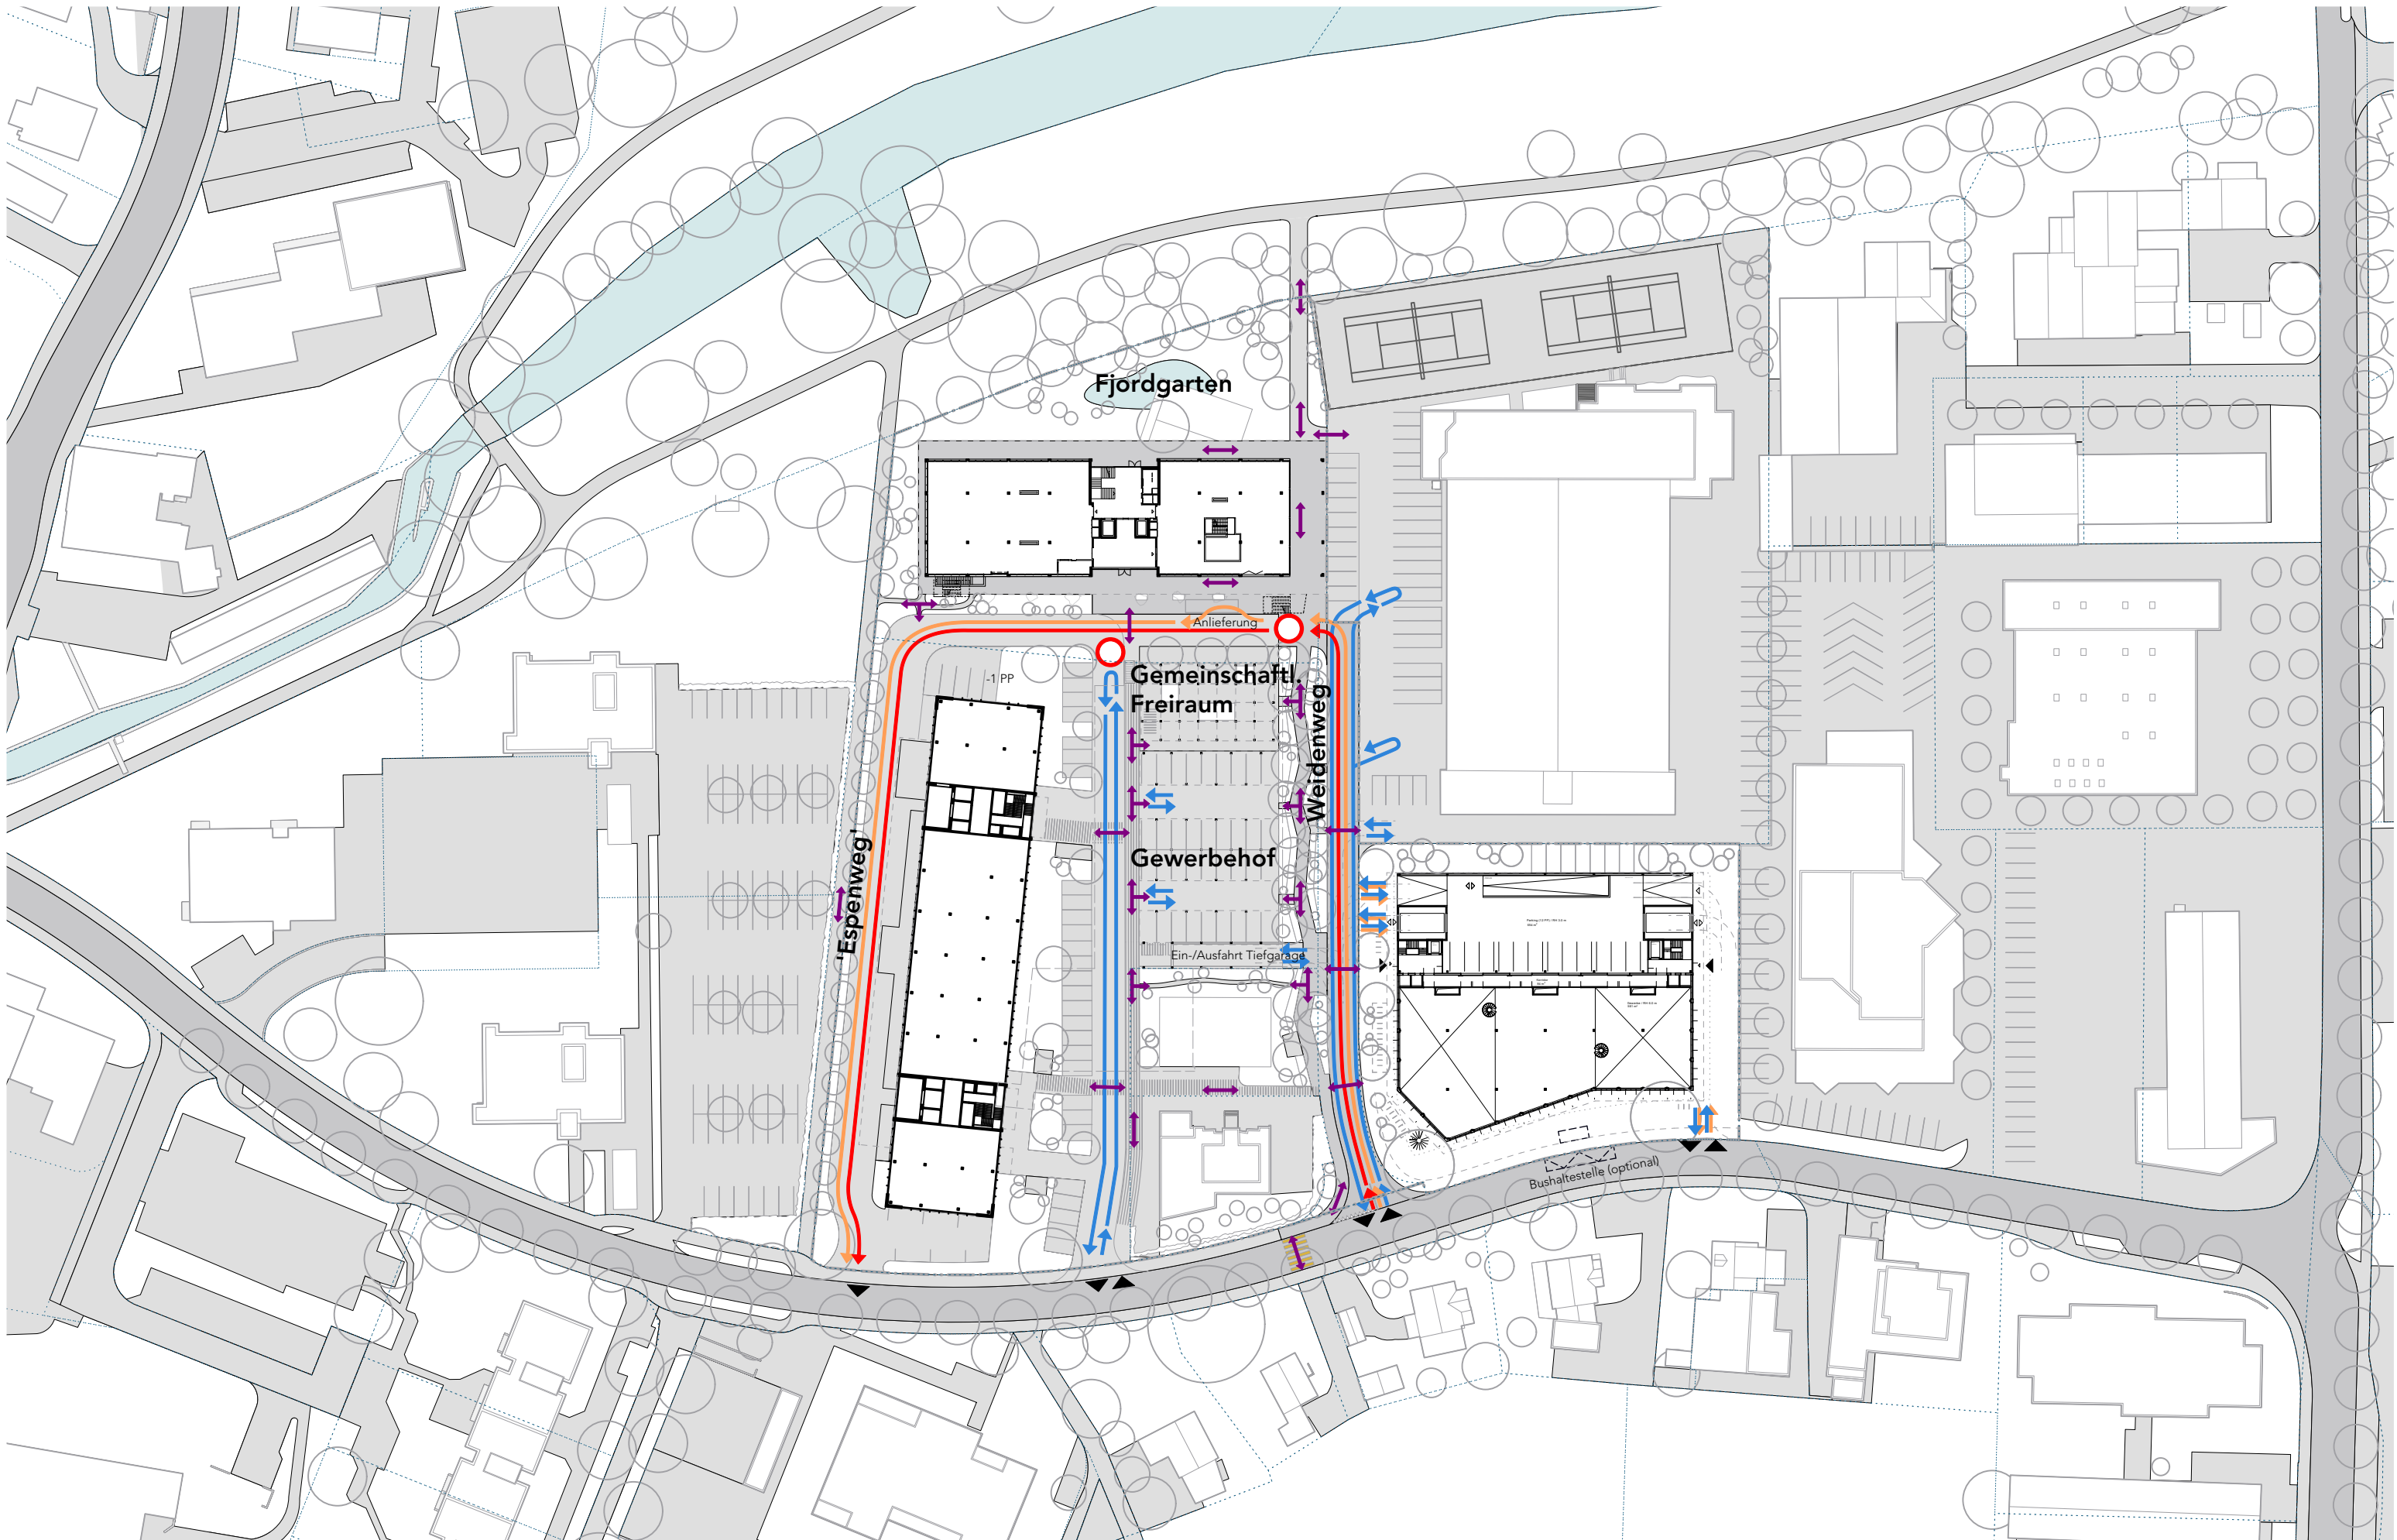 Fjordgarten
Anlieferung
-1 PP
Gemeinschaftl.
Freiraum
Weidenweg
Gewerbehof
'Espenweg'
Ein-/Ausfahrt Tiefgarage
Bushaltestelle (optional)